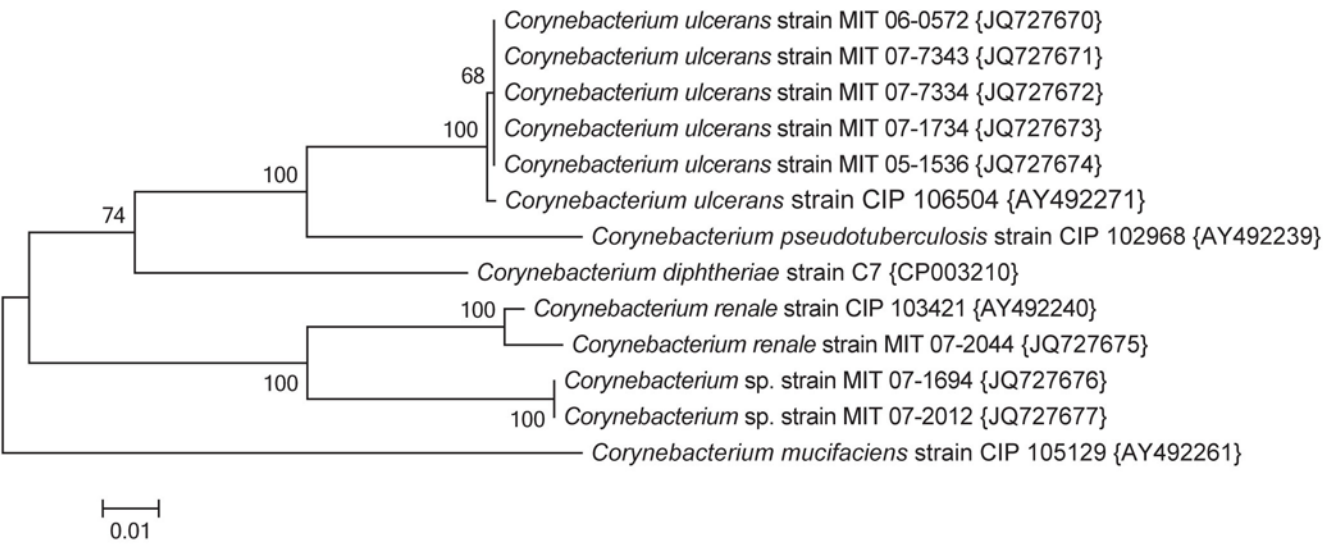 Corynebacterium ulcerans strain MIT 06-0572 {JQ727670}
Corynebacterium ulcerans strain MIT 07-7343 {JQ727671}
68
Corynebacterium ulcerans strain MIT 07-7334 {JQ727672}
100
Corynebacterium ulcerans strain MIT 07-1734 {JQ727673}
Corynebacterium ulcerans strain MIT 05-1536 {JQ727674}
100
Corynebacterium ulcerans strain CIP 106504 {AY492271}
74
Corynebacterium pseudotuberculosis strain CIP 102968 {AY492239}
Corynebacterium diphtheriae strain C7 {CP003210}
100
Corynebacterium renale strain CIP 103421 {AY492240}
Corynebacterium renale strain MIT 07-2044 {JQ727675}
100
Corynebacterium sp. strain MIT 07-1694 {JQ727676}
100
Corynebacterium sp. strain MIT 07-2012 {JQ727677}
Corynebacterium mucifaciens strain CIP 105129 {AY492261}
0.01